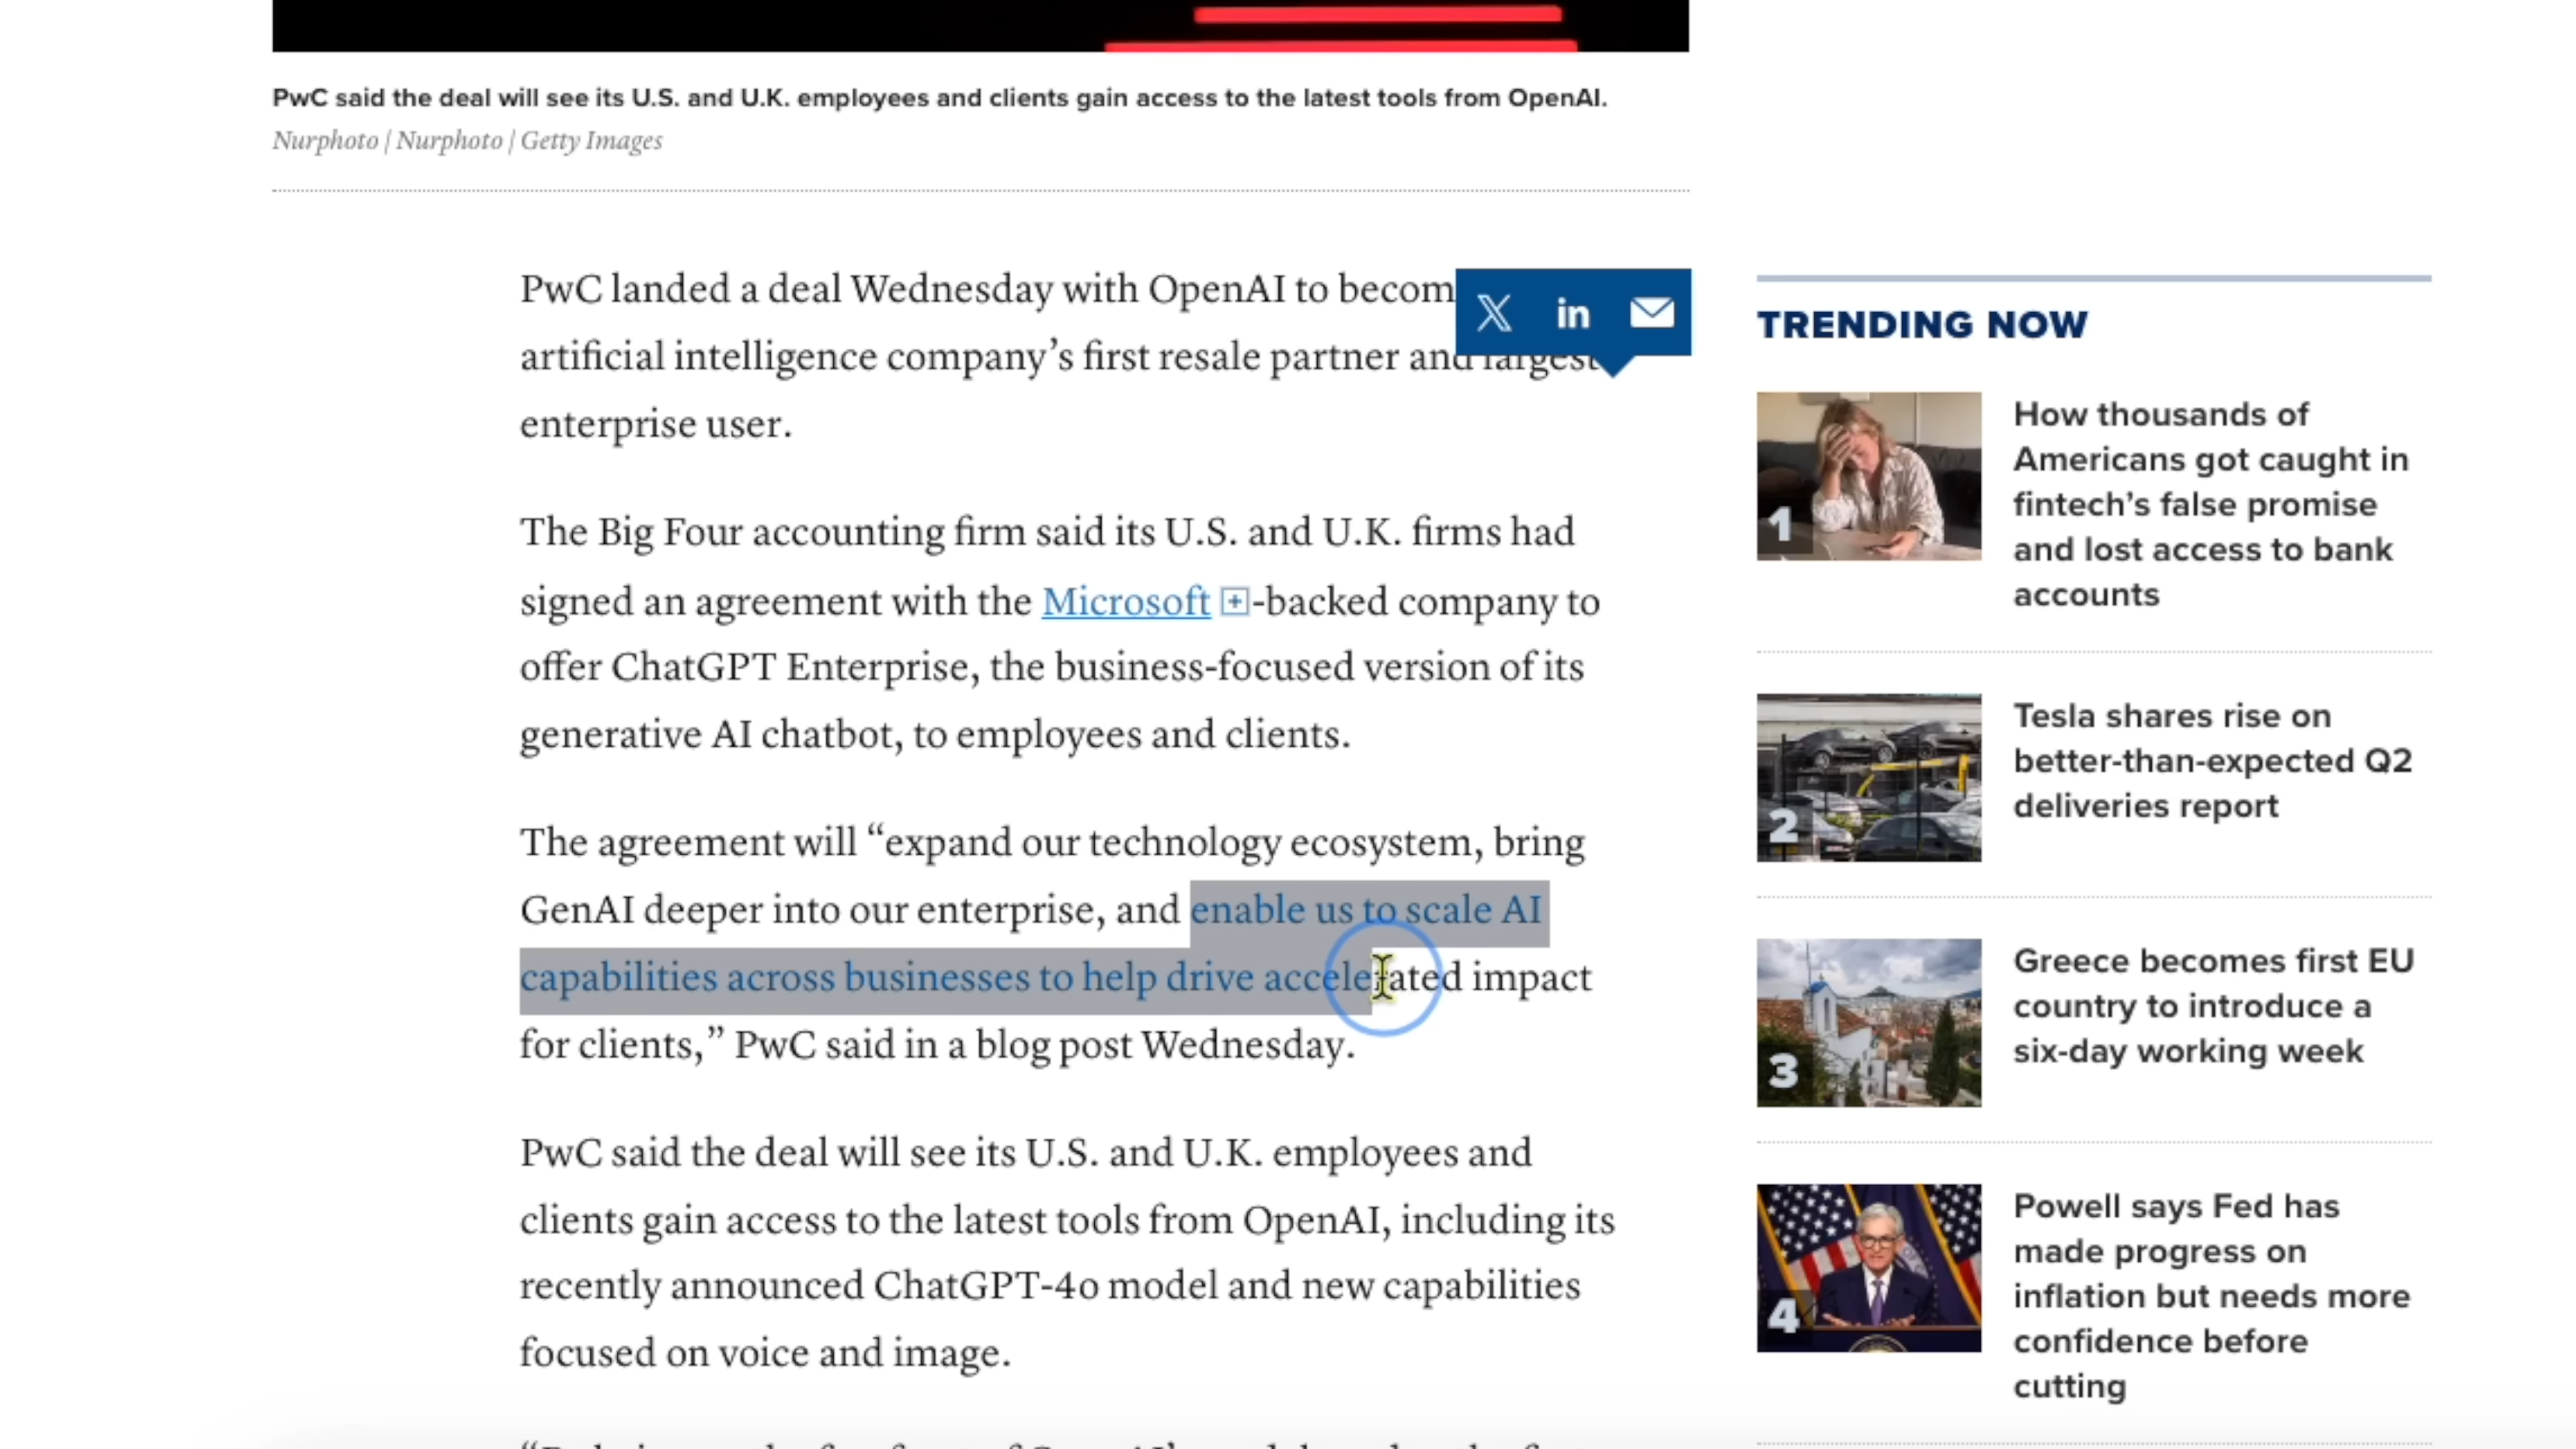 PwC said the deal will see its U.S. and U.K. employees and clients gain access to the latest tools from OpenAI.
Nurphoto | Nurphoto | Getty Images
PwC landed a deal Wednesday with OpenAI to becom
artificial intelligence company’s first resale partner and largest
enterprise user.
The Big Four accounting firm said its U.S. and U.K. firms had
signed an agreement with the Microsoft -backed company to
offer ChatGPT Enterprise, the business-focused version of its
generative AI chatbot, to employees and clients.
The agreement will “expand our technology ecosystem, bring
GenAI deeper into our enterprise, and enable us to scale AI
capabilities across businesses to help drive accelerated impact
for clients,” PwC said in a blog post Wednesday.
PwC said the deal will see its U.S. and U.K. employees and
clients gain access to the latest tools from OpenAI, including its
recently announced ChatGPT-4o model and new capabilities
focused on voice and image.
X in
TRENDING NOW
1
How thousands of
Americans got caught in
fintech’s false promise
and lost access to bank
accounts
2
Tesla shares rise on
better-than-expected Q2
deliveries report
3
Greece becomes first EU
country to introduce a
six-day working week
4
Powell says Fed has
made progress on
inflation but needs more
confidence before
cutting